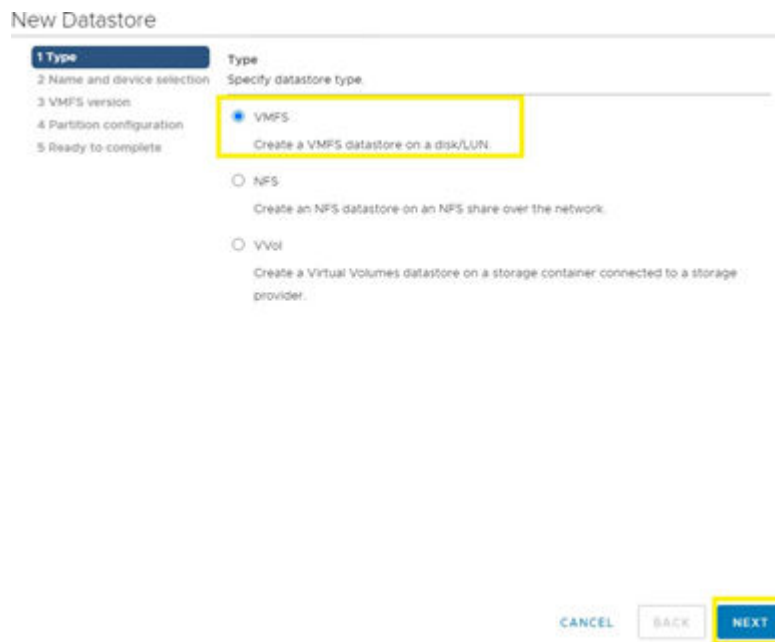 New Datastore
1 Type
2 Name and device selection
3 VMFS version
4 Partition configuration
5 Ready to complete
Type
Specify datastore type.
VMFS
Create a VMFS datastore on a disk/LUN.
NFS
Create an NFS datastore on an NFS share over the network.
VVol
Create a Virtual Volumes datastore on a storage container connected to a storage
provider.
CANCEL
BACK
NEXT